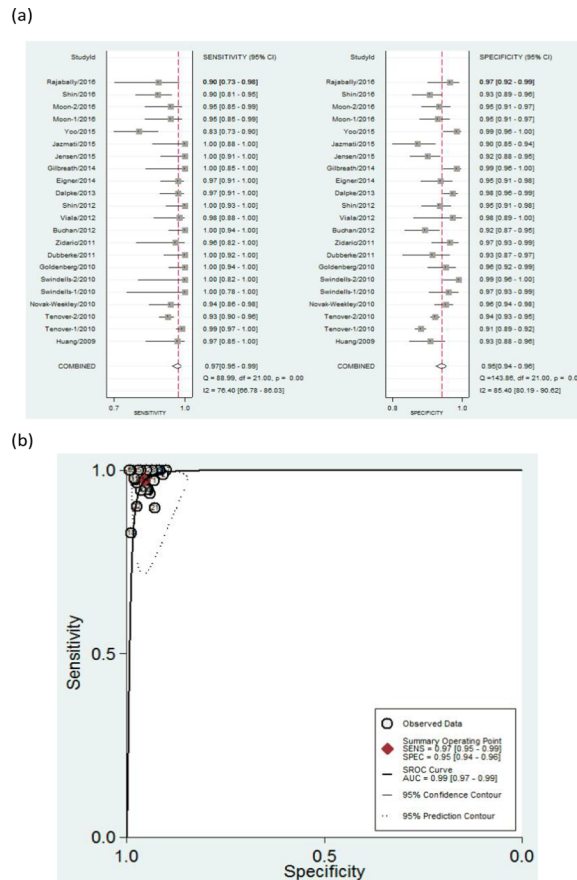 (a)
StudyId SENSITIVITY (95% CI)
Rajabally/2016 0.90 [0.73 - 0.98]
Shin/2016 0.90 [0.81 - 0.95]
Moon-2/2016 0.95 [0.85 - 0.99]
Moon-1/2016 0.95 [0.85 - 0.99]
Yoo/2015 0.83 [0.73 - 0.90]
Jazmati/2015 1.00 [0.88 - 1.00]
Jensen/2015 1.00 [0.91 - 1.00]
Gilbreath/2014 1.00 [0.85 - 1.00]
Eigner/2014 0.97 [0.91 - 1.00]
Dalpke/2013 0.97 [0.91 - 1.00]
Shin/2012 1.00 [0.93 - 1.00]
Viala/2012 0.98 [0.88 - 1.00]
Buchan/2012 1.00 [0.94 - 1.00]
Zidaric/2011 0.96 [0.82 - 1.00]
Dubberke/2011 1.00 [0.92 - 1.00]
Goldenberg/2010 1.00 [0.94 - 1.00]
Swindells-2/2010 1.00 [0.82 - 1.00]
Swindells-1/2010 1.00 [0.78 - 1.00]
Novak-Weekley/2010 0.94 [0.86 - 0.98]
Tenover-2/2010 0.93 [0.90 - 0.96]
Tenover-1/2010 0.99 [0.97 - 1.00]
Huang/2009 0.97 [0.85 - 1.00]
COMBINED 0.97[0.95 - 0.99]
Q = 88.99, df = 21.00, p = 0.00
I2 = 76.40 [66.78 - 86.03]
0.7 1.0
SENSITIVITY
StudyId SPECIFICITY (95% CI)
Rajabally/2016 0.97 [0.92 - 0.99]
Shin/2016 0.93 [0.89 - 0.96]
Moon-2/2016 0.95 [0.91 - 0.97]
Moon-1/2016 0.95 [0.91 - 0.97]
Yoo/2015 0.99 [0.96 - 1.00]
Jazmati/2015 0.90 [0.85 - 0.94]
Jensen/2015 0.92 [0.88 - 0.95]
Gilbreath/2014 0.99 [0.96 - 1.00]
Eigner/2014 0.95 [0.91 - 0.98]
Dalpke/2013 0.98 [0.96 - 0.99]
Shin/2012 0.95 [0.91 - 0.98]
Viala/2012 0.98 [0.89 - 1.00]
Buchan/2012 0.92 [0.87 - 0.95]
Zidaric/2011 0.97 [0.93 - 0.99]
Dubberke/2011 0.93 [0.87 - 0.97]
Goldenberg/2010 0.96 [0.92 - 0.99]
Swindells-2/2010 0.99 [0.96 - 1.00]
Swindells-1/2010 0.97 [0.93 - 0.99]
Novak-Weekley/2010 0.96 [0.94 - 0.98]
Tenover-2/2010 0.94 [0.93 - 0.95]
Tenover-1/2010 0.91 [0.89 - 0.92]
Huang/2009 0.93 [0.88 - 0.96]
COMBINED 0.95[0.94 - 0.96]
Q =143.86, df = 21.00, p = 0.0
I2 = 85.40 [80.19 - 90.62]
0.8 1.0
SPECIFICITY
(b)
1.0
0.5
0.0
Sensitivity
Observed Data
Summary Operating Point
SENS = 0.97 [0.95 - 0.99]
SPEC = 0.95 [0.94 - 0.96]
SROC Curve
AUC = 0.99 [0.97 - 0.99]
95% Confidence Contour
95% Prediction Contour
1.0 0.5 0.0
Specificity